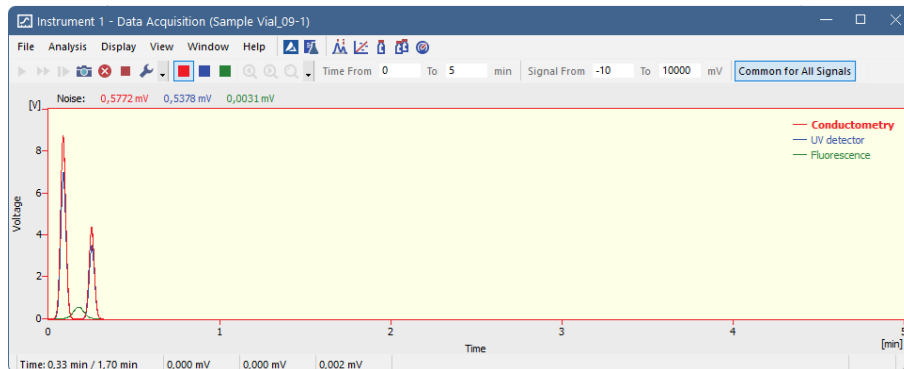 Instrument 1 - Data Acquisition (Sample Vial_09-1)
File Analysis Display View Window Help
Time From 0 To 5 min Signal From -10 To 10000 mV Common for All Signals
[V] Noise: 0,5772 mV 0,5378 mV 0,0031 mV
Conductometry
UV detector
Fluorescence
8
6
4
2
0
Voltage
0 1 2 3 4 5
Time [min]
Time: 0,33 min / 1,70 min 0,000 mV 0,000 mV 0,002 mV